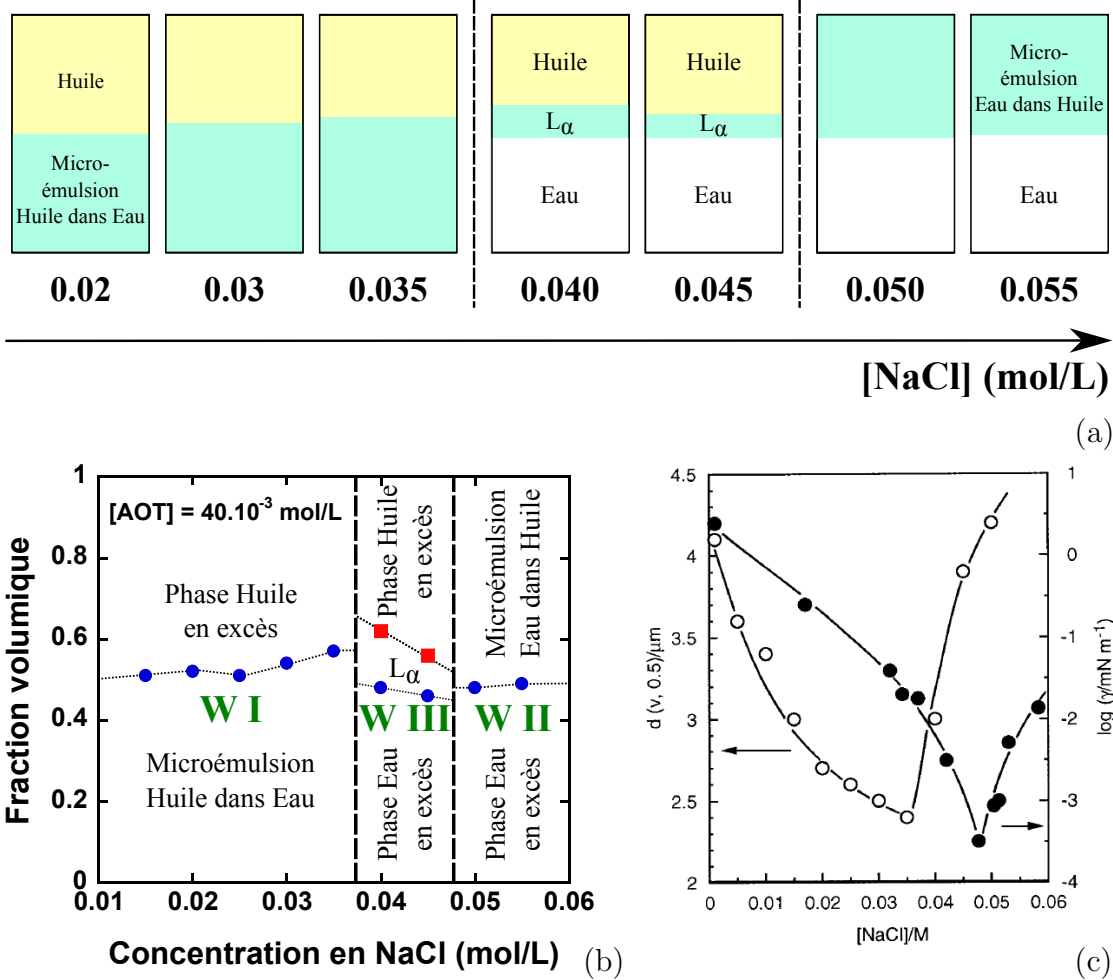 Huile
Huile
Huile
Micro-
émulsion
Eau dans Huile
Lα
Lα
Micro-
émulsion
Huile dans Eau
Eau
Eau
Eau
0.02
0.03
0.035
0.040
0.045
0.050
0.055
[NaCl] (mol/L)
(a)
[AOT] = 40.10⁻³ mol/L
Phase Huile
en excès
Phase Huile
en excès
Microémulsion
Eau dans Huile
Lα
W I
W III
W II
Microémulsion
Huile dans Eau
Phase Eau
en excès
Phase Eau
en excès
Fraction volumique
1
0.8
0.6
0.4
0.2
0
0.01
0.02
0.03
0.04
0.05
0.06
Concentration en NaCl (mol/L)
(b)
d (v, 0.5)/µm
4.5
4
3.5
3
2.5
2
0
0.01
0.02
0.03
0.04
0.05
0.06
[NaCl]/M
1
0
-1
-2
-3
-4
log (γ/mN m⁻¹)
(c)